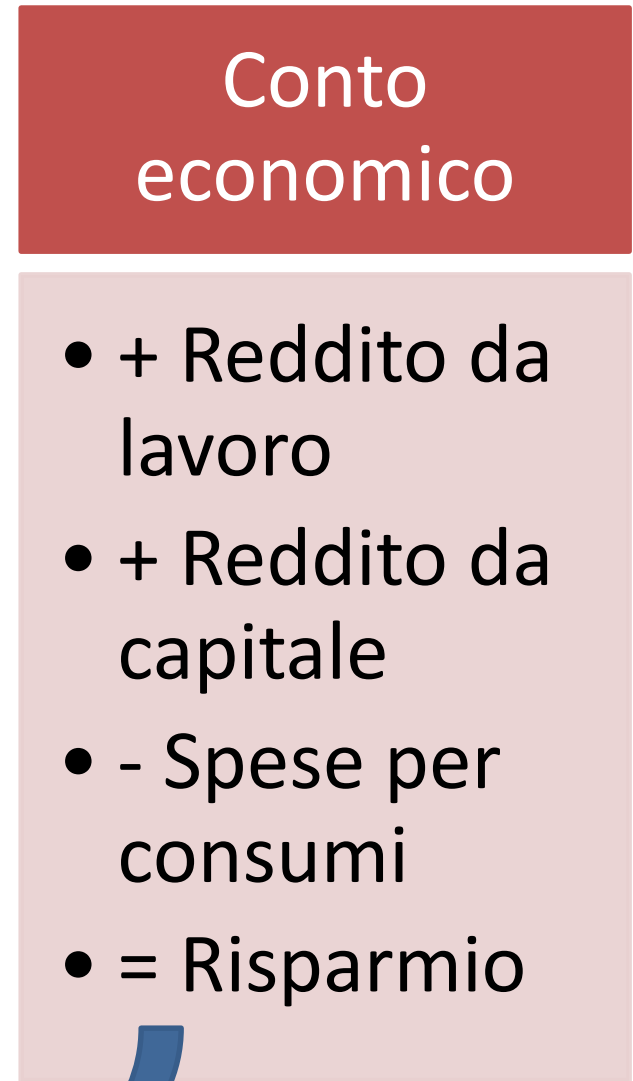 Conto
economico
• + Reddito da
lavoro
• + Reddito da
capitale
• - Spese per
consumi
• = Risparmio